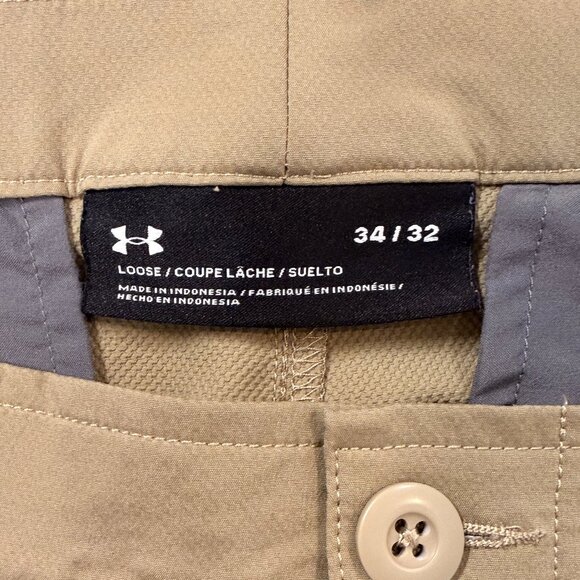 34 / 32
LOOSE / COUPE LÂCHE / SUELTO
MADE IN INDONESIA / FABRIQUÉ EN INDONÉSIE /
HECHO EN INDONESIA